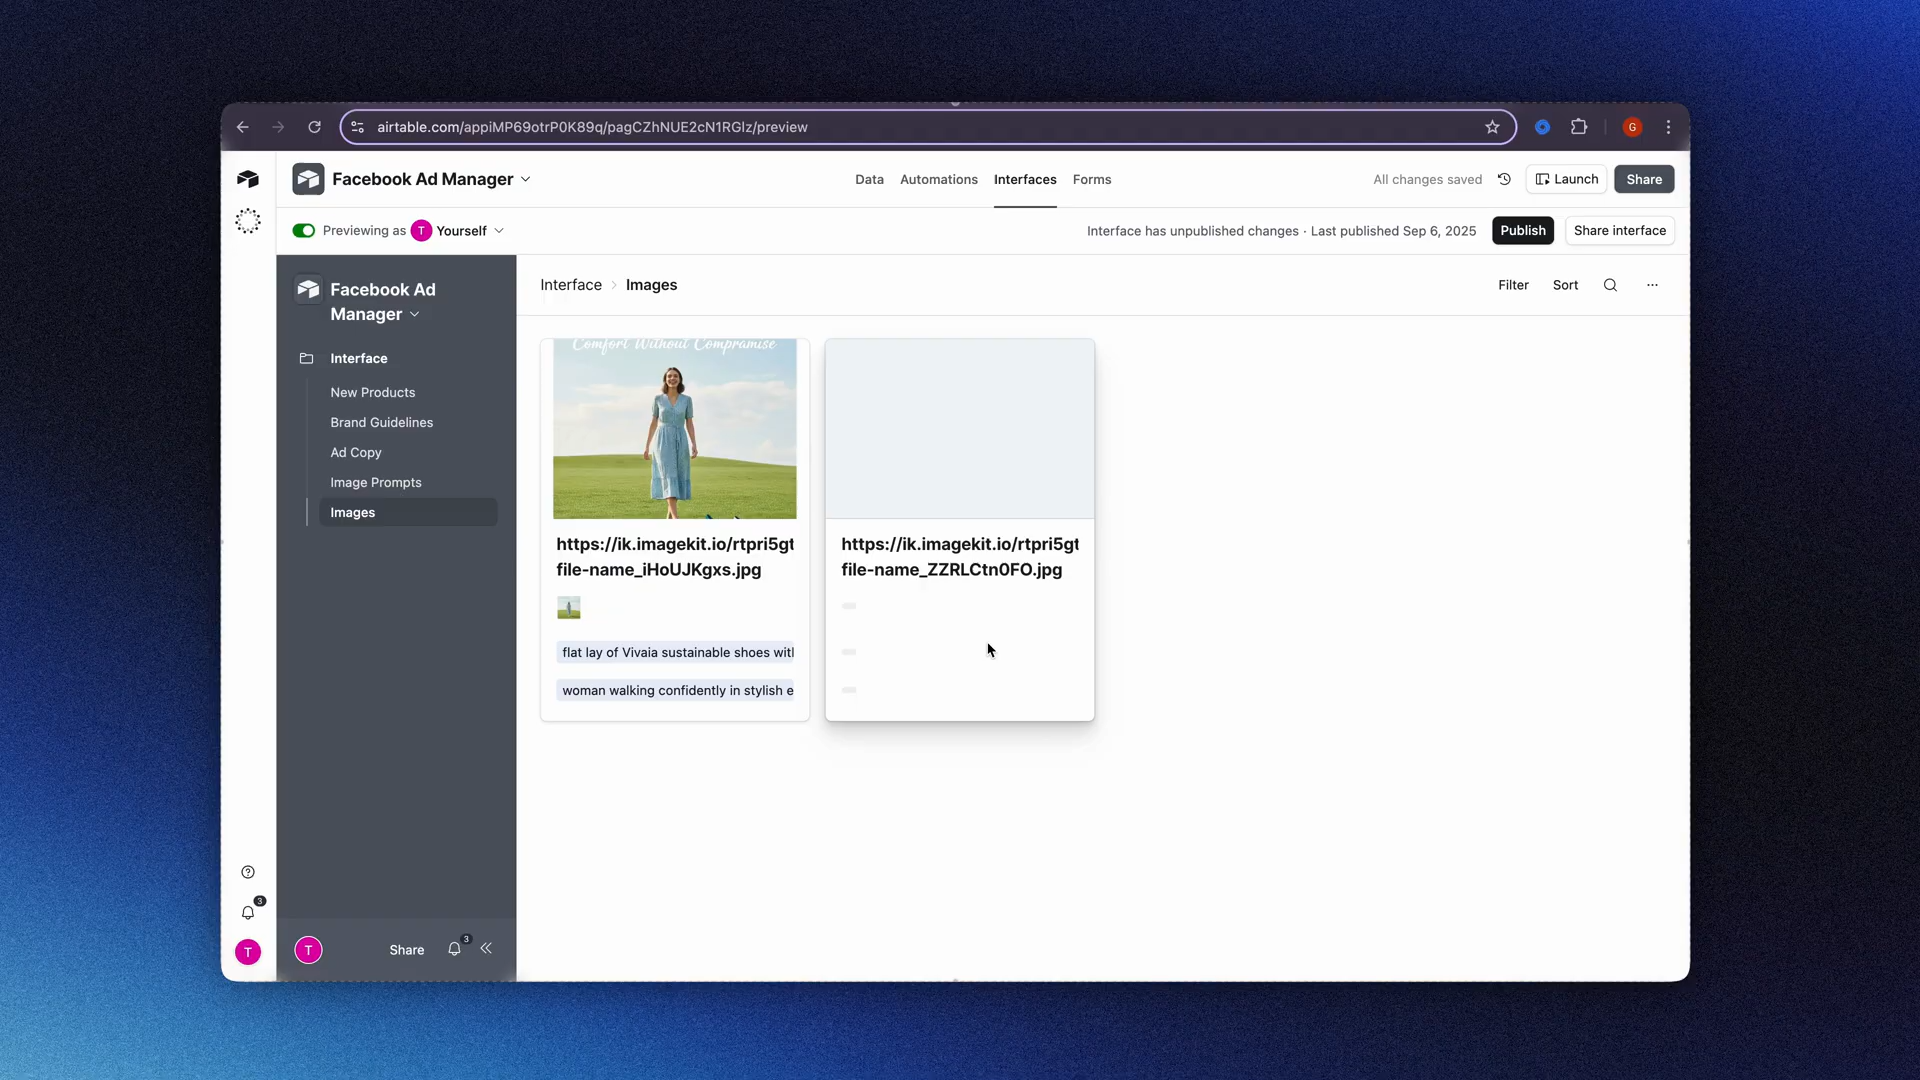 airtable.com/appiMP69otrP0K89q/pagCZhNUE2cN1RGIz/preview
G
Facebook Ad Manager
Data
Automations
Interfaces
Forms
All changes saved
Launch
Share
Previewing as
T
Yourself
Interface has unpublished changes · Last published Sep 6, 2025
Publish
Share interface
Facebook Ad
Manager
Interface
New Products
Brand Guidelines
Ad Copy
Image Prompts
Images
Interface
Images
Filter
Sort
Comfort Without Compromise
https://ik.imagekit.io/rtpri5gt
file-name_iHoUJKgxs.jpg
flat lay of Vivaia sustainable shoes with
woman walking confidently in stylish e
https://ik.imagekit.io/rtpri5gt
file-name_ZZRLCtn0FO.jpg
3
T
T
Share
3